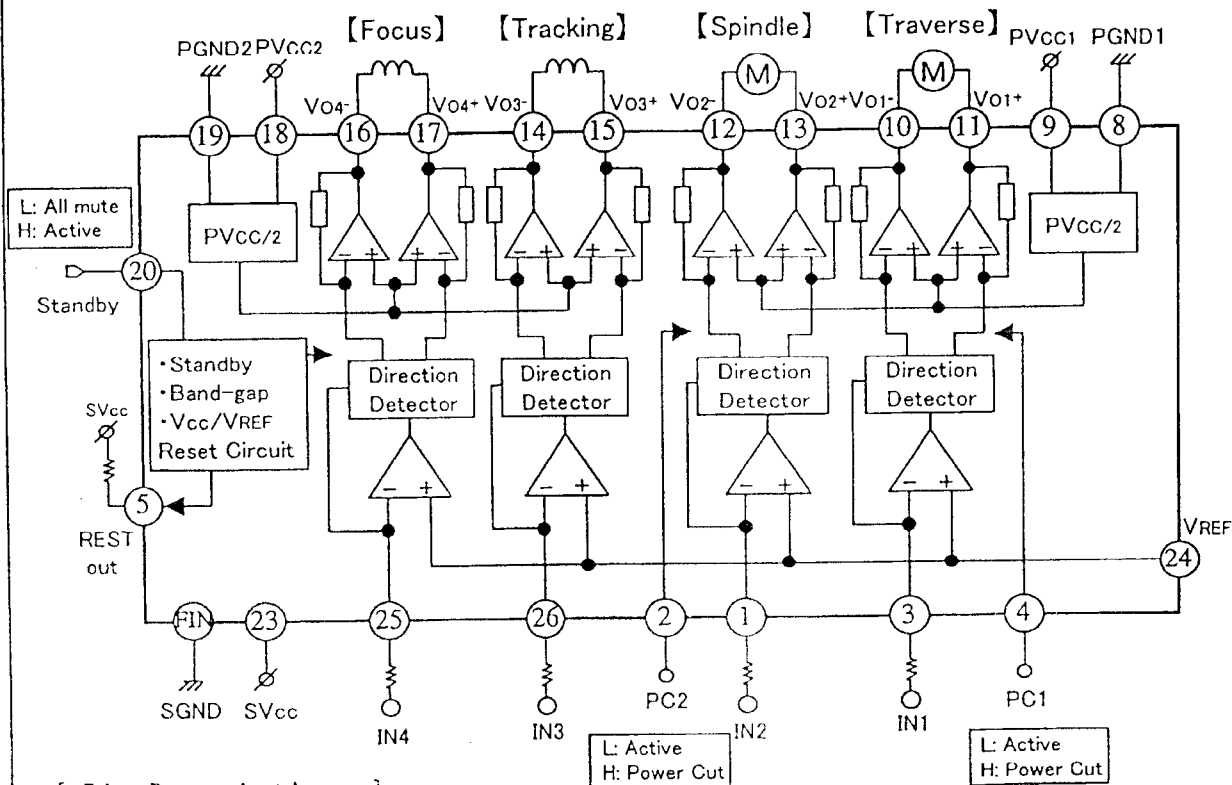 【Focus】 【Tracking】 【Spindle】 【Traverse】
PGND2 PVCC2 PVCC1 PGND1
VO4- VO4+ VO3- VO3+ VO2- VO2+ VO1- VO1+
M M
19 18 16 17 14 15 12 13 10 11 9 8
L: All mute
H: Active
PVCC/2
PVCC/2
- + + - - + + - - + + - - + + -
20
Standby
・Standby
・Band-gap
・Vcc/VREF
Reset Circuit
Direction
Detector
Direction
Detector
Direction
Detector
Direction
Detector
SVcc
- + - + - + - +
5
REST
out
VREF
24
FIN 23 25 26 2 1 3 4
SGND SVcc IN4 IN3 PC2 IN2 IN1 PC1
L: Active
H: Power Cut
L: Active
H: Power Cut